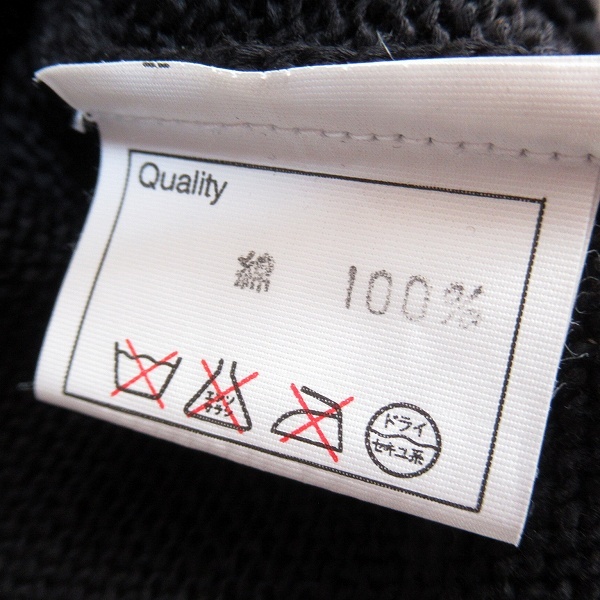 Quality
綿 100%
エンソ
サラシ
ドライ
セキユ系